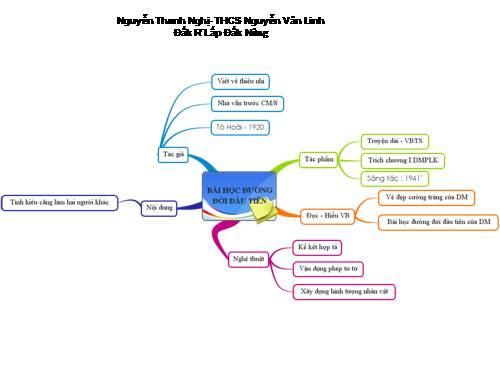 Nguyễn Thanh Nghị- THCS Nguyễn Văn Linh
Đắk R'Lấp Đắk Nông
Viết về thiếu nhi
Nhà văn trước CM/8
Tô Hoài - 1920
Tác giả
Truyện dài - VBTS
Trích chương I DMPLK
Sáng tác : 1941"
Tác phẩm
BÀI HỌC ĐƯỜNG
ĐỜI ĐẦU TIÊN
Tính kiêu căng làm hại người khác
Nội dung
Đọc - Hiểu VB
Vẻ đẹp cường tráng của DM
Bài học đường đời đầu tiên của DM
Nghệ thuật
Kể kết hợp tả
Vận dụng phép tu từ
Xây dựng hình tượng nhân vật